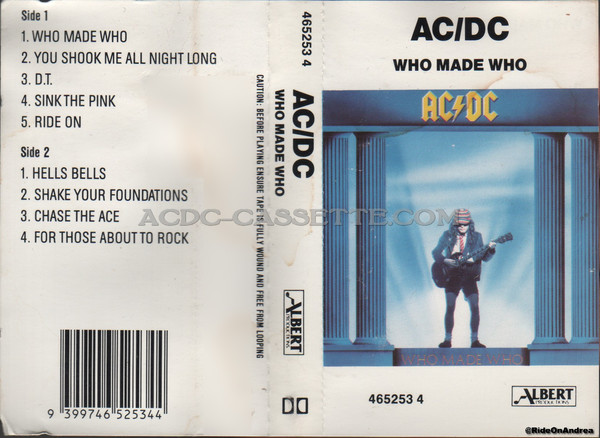 Side 1
1. WHO MADE WHO
2. YOU SHOOK ME ALL NIGHT LONG
3. D.T.
4. SINK THE PINK
5. RIDE ON
Side 2
1. HELLS BELLS
2. SHAKE YOUR FOUNDATIONS
3. CHASE THE ACE
4. FOR THOSE ABOUT TO ROCK
9 399746 525344
465253 4
AC/DC
WHO MADE WHO
CAUTION: BEFORE PLAYING ENSURE TAPE IS FULLY WOUND AND FREE FROM LOOPING
ALBERT
PRODUCTIONS
AC/DC
WHO MADE WHO
AC DC
WHO MADE WHO
465253 4
ALBERT
PRODUCTIONS
ACDC-CASSETTE.COM
©RideOnAndrea